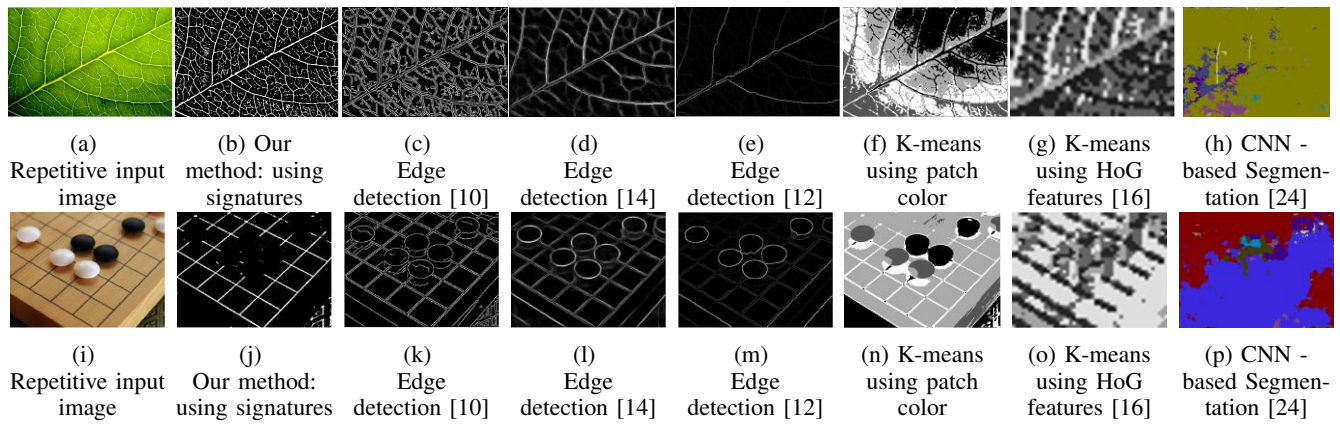 (a)
Repetitive input
image
(b) Our
method: using
signatures
(c)
Edge
detection [10]
(d)
Edge
detection [14]
(e)
Edge
detection [12]
(f) K-means
using patch
color
(g) K-means
using HoG
features [16]
(h) CNN -
based Segmen-
tation [24]
(i)
Repetitive input
image
(j)
Our method:
using signatures
(k)
Edge
detection [10]
(l)
Edge
detection [14]
(m)
Edge
detection [12]
(n) K-means
using patch
color
(o) K-means
using HoG
features [16]
(p) CNN -
based Segmen-
tation [24]